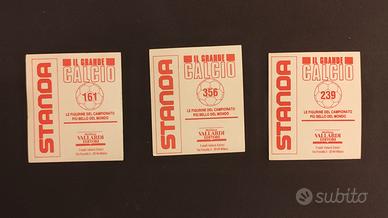 STANDA
IL GRANDE
CALCIO
161
LE FIGURINE DEL CAMPIONATO
PIÙ BELLO DEL MONDO
VALLARDI
EDITORE
STANDA
IL GRANDE
CALCIO
356
LE FIGURINE DEL CAMPIONATO
PIÙ BELLO DEL MONDO
VALLARDI
EDITORE
STANDA
IL GRANDE
CALCIO
239
LE FIGURINE DEL CAMPIONATO
PIÙ BELLO DEL MONDO
VALLARDI
EDITORE
subito